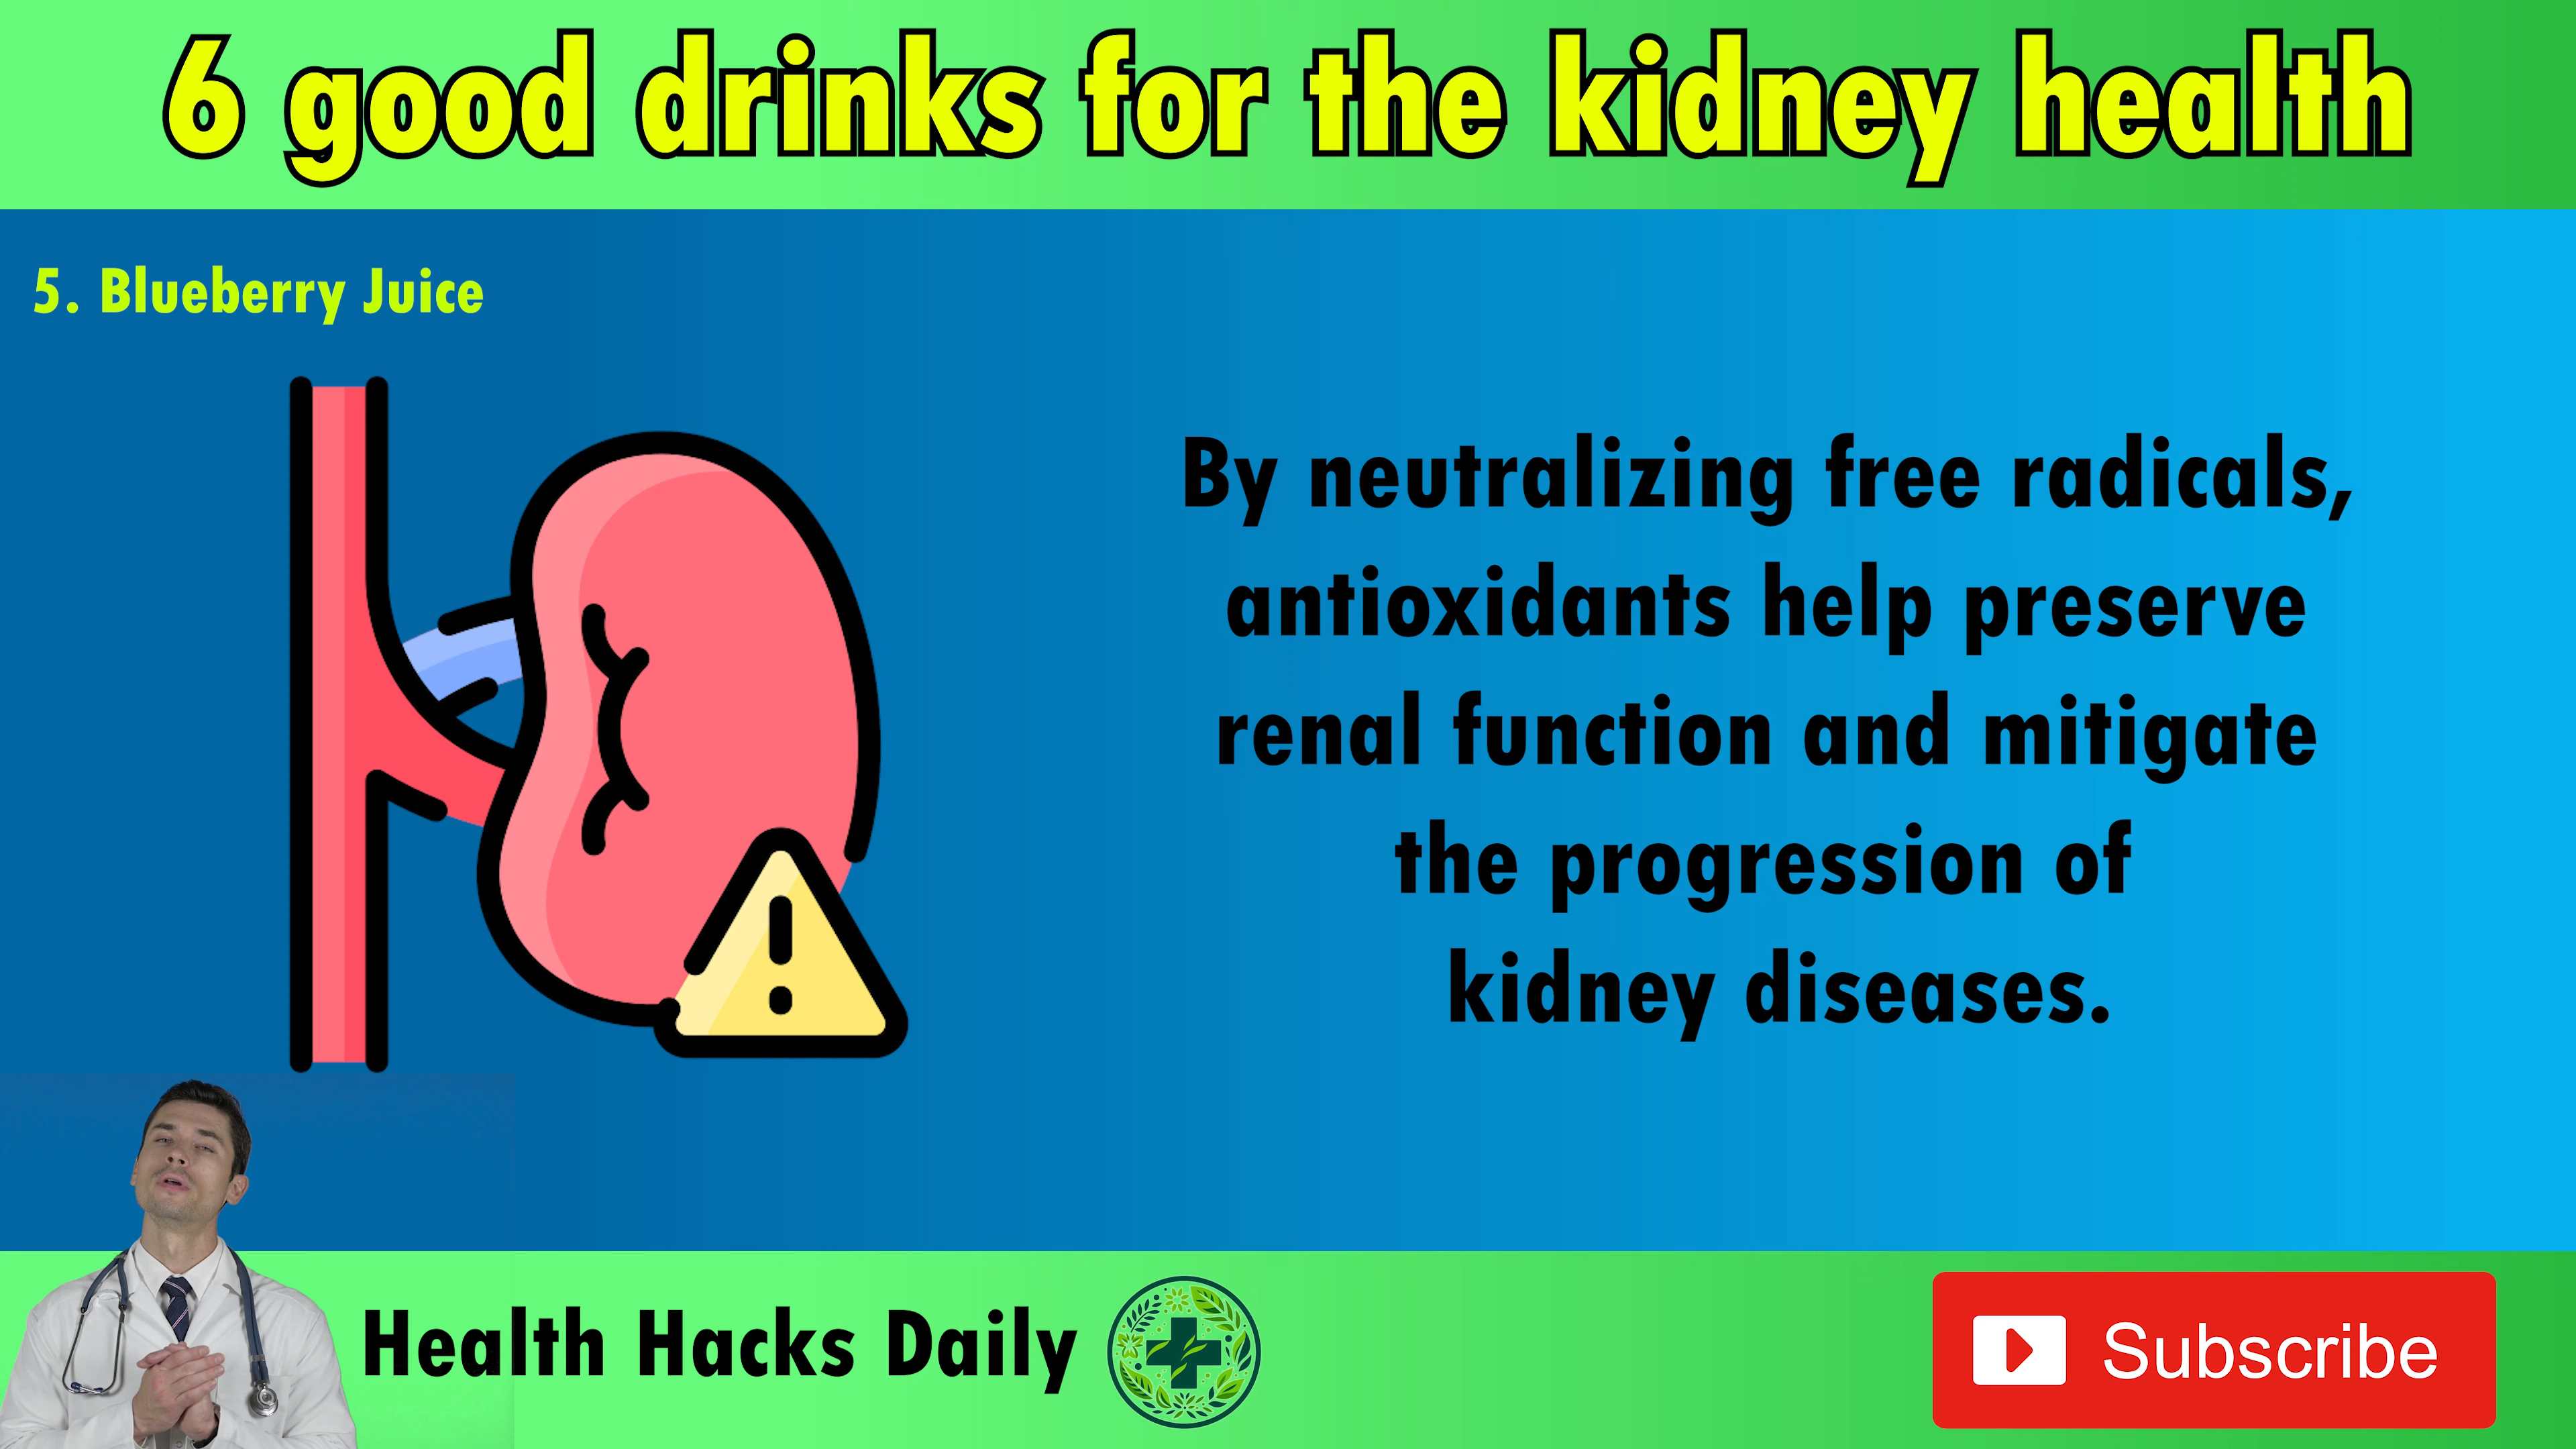 6 good drinks for the kidney health
5. Blueberry Juice
By neutralizing free radicals,
antioxidants help preserve
renal function and mitigate
the progression of
kidney diseases.
Health Hacks Daily
Subscribe